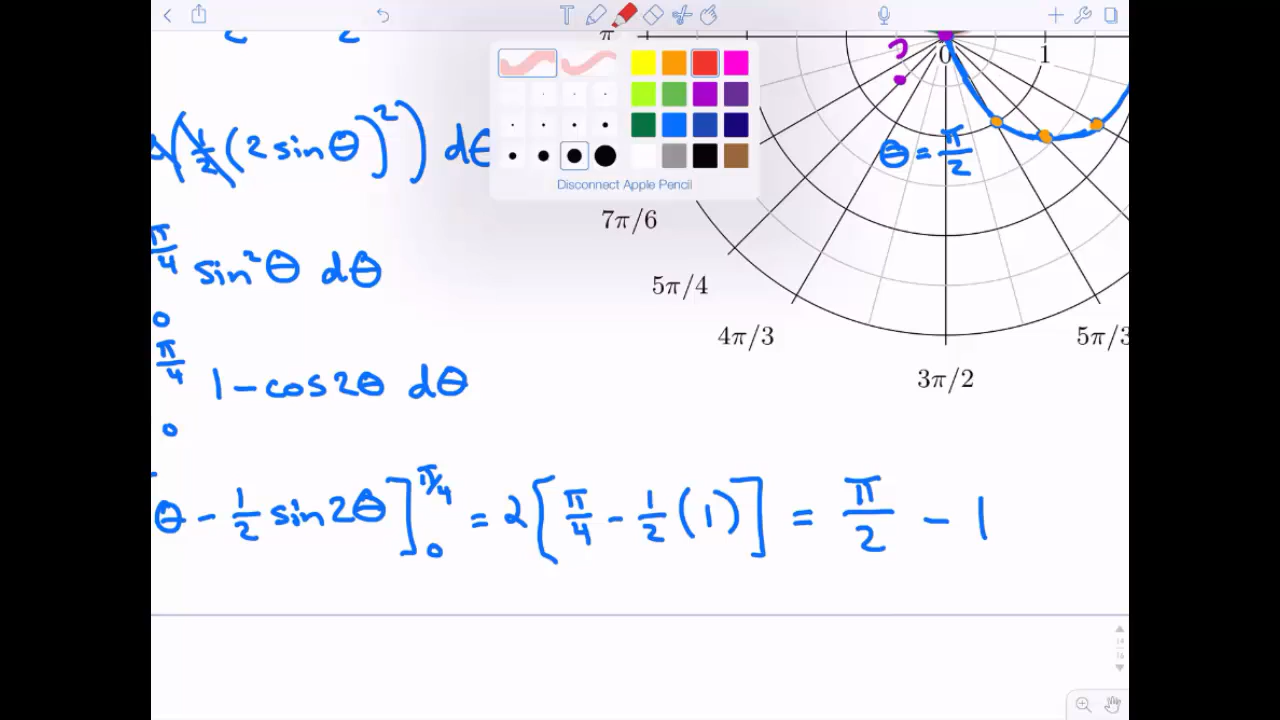 π
0 1
2 2
(1/2 (2 sin θ)²) dθ
θ = π/2
Disconnect Apple Pencil
7π/6
π/4 sin²θ dθ
0
5π/4
4π/3 5π/3
π/4 1 − cos 2θ dθ
0
3π/2
θ − 1/2 sin 2θ ]₀^π/4 = 2[ π/4 − 1/2 (1) ] = π/2 − 1